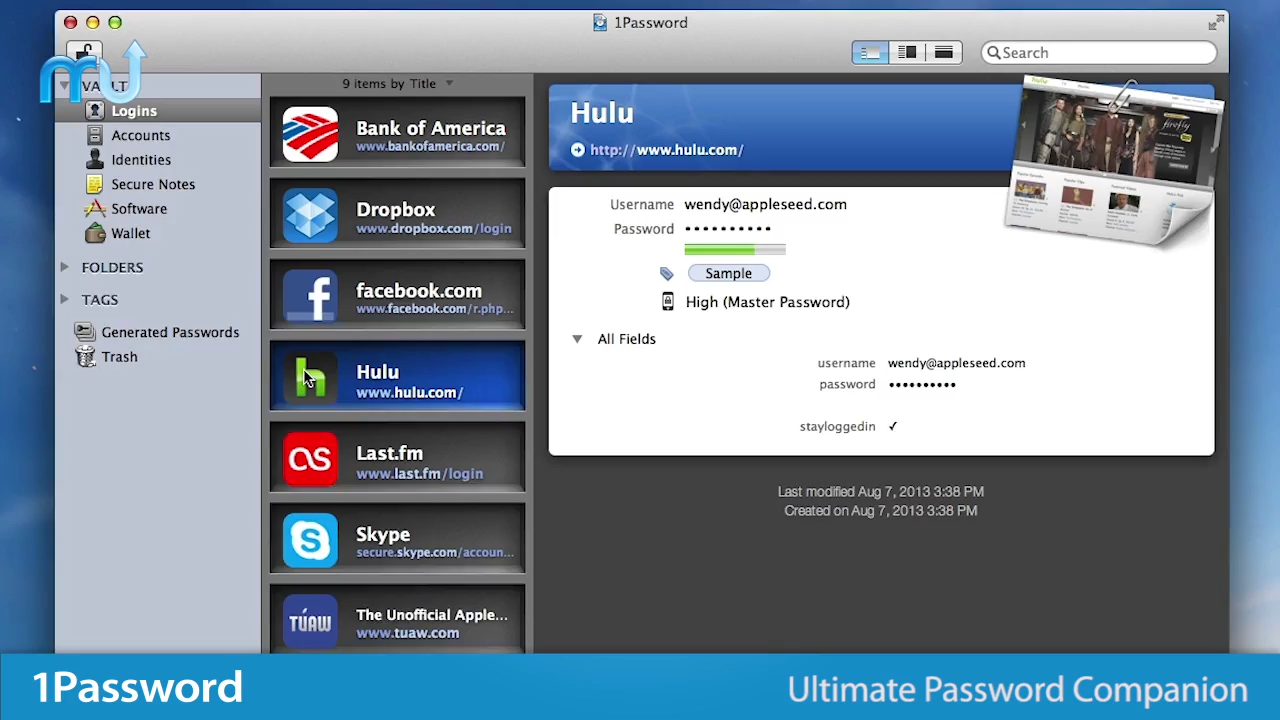 1Password
Search
mu
VAULT
Logins
Accounts
Identities
Secure Notes
Software
Wallet
FOLDERS
TAGS
Generated Passwords
Trash
9 items by Title
Bank of America
www.bankofamerica.com/
Dropbox
www.dropbox.com/login
f
facebook.com
www.facebook.com/r.php...
h
Hulu
www.hulu.com/
as
Last.fm
www.last.fm/login
S
Skype
secure.skype.com/accoun...
TÚAW
The Unofficial Apple...
www.tuaw.com
Hulu
http://www.hulu.com/
firefly
Username wendy@appleseed.com
Password ••••••••••
Sample
High (Master Password)
All Fields
username wendy@appleseed.com
password ••••••••••
stayloggedin ✓
Last modified Aug 7, 2013 3:38 PM
Created on Aug 7, 2013 3:38 PM
1Password
Ultimate Password Companion